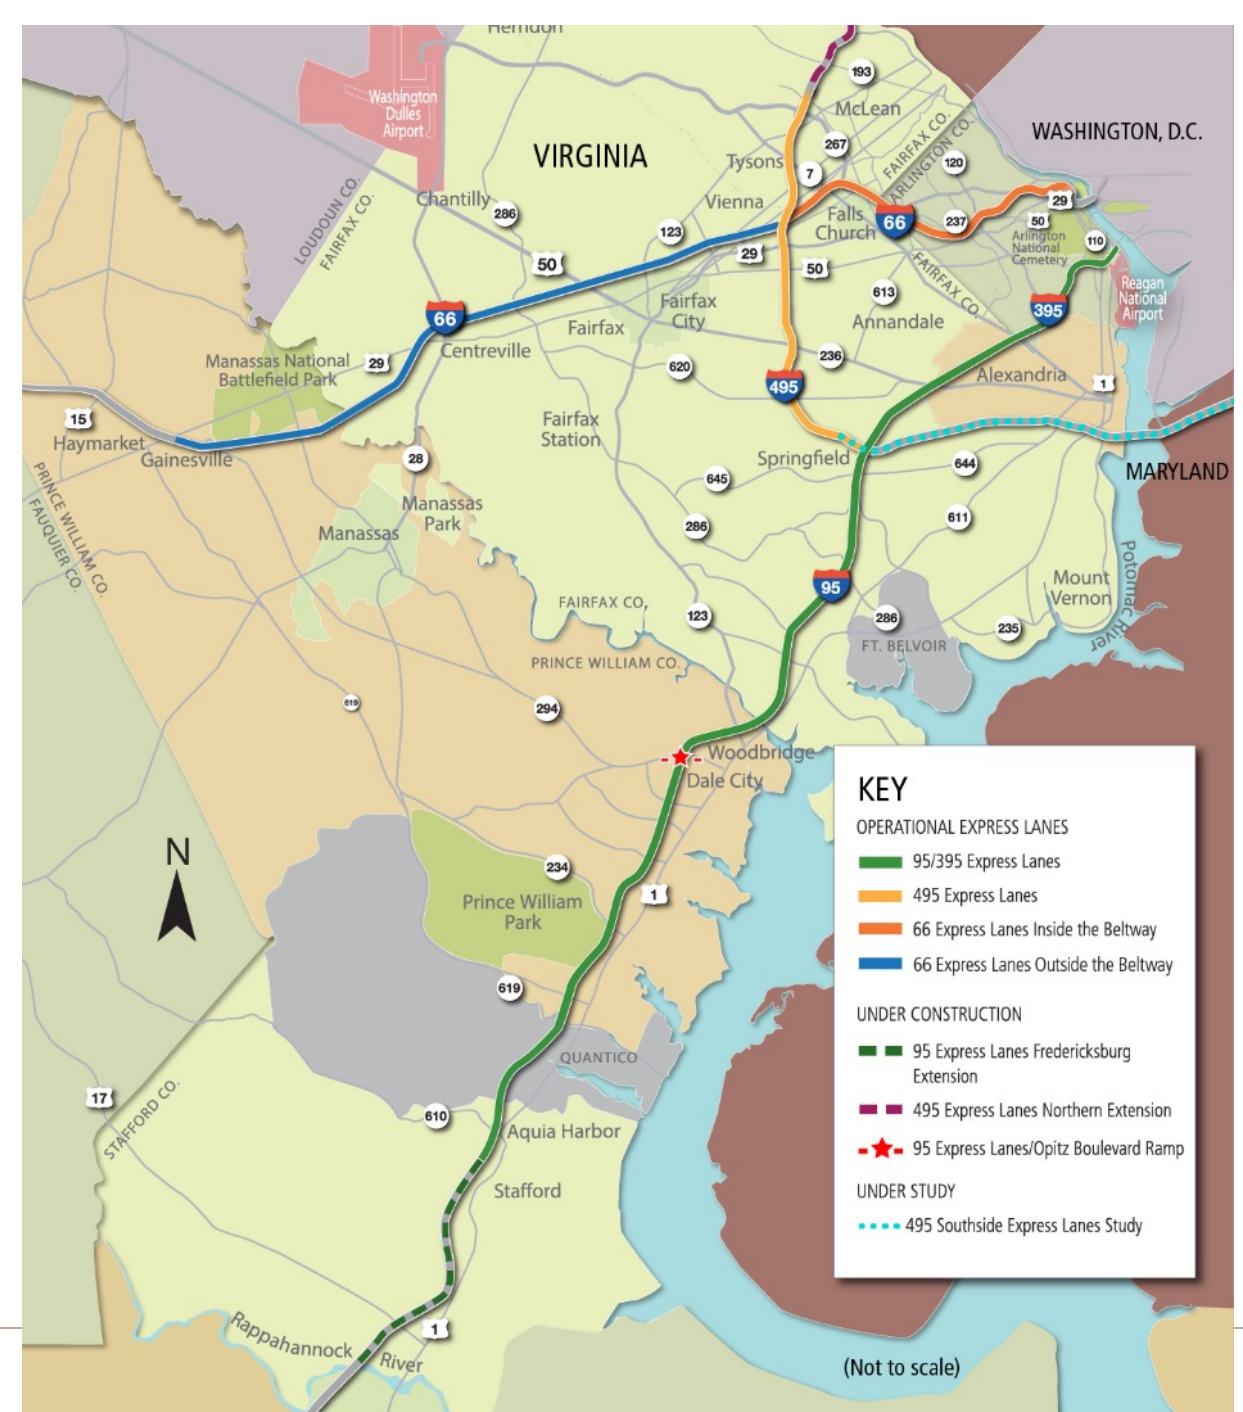 Herndon
193
McLean
Washington
Dulles
Airport
WASHINGTON, D.C.
FAIRFAX CO.
ARLINGTON CO.
267
VIRGINIA
Tysons
120
7
LOUDOUN CO.
FAIRFAX CO.
Chantilly
286
Vienna
29
Falls
Church
66
237
50
123
Arlington
National
Cemetery
110
29
50
50
FAIRFAX CO.
Reagan
National
Airport
613
Fairfax
City
395
66
Fairfax
Annandale
Centreville
236
Manassas National
Battlefield Park
29
620
Alexandria
495
1
15
Fairfax
Station
Haymarket
Gainesville
28
Springfield
644
MARYLAND
645
PRINCE WILLIAM CO.
FAUQUIER CO.
Manassas
Park
286
611
Manassas
95
Mount
Vernon
Potomac River
FAIRFAX CO.
123
286
235
FT. BELVOIR
PRINCE WILLIAM CO.
619
294
Woodbridge
Dale City
N
234
1
Prince William
Park
619
QUANTICO
17
STAFFORD CO.
610
Aquia Harbor
Stafford
Rappahannock
River
1
KEY
OPERATIONAL EXPRESS LANES
95/395 Express Lanes
495 Express Lanes
66 Express Lanes Inside the Beltway
66 Express Lanes Outside the Beltway
UNDER CONSTRUCTION
95 Express Lanes Fredericksburg
Extension
495 Express Lanes Northern Extension
95 Express Lanes/Opitz Boulevard Ramp
UNDER STUDY
495 Southside Express Lanes Study
(Not to scale)